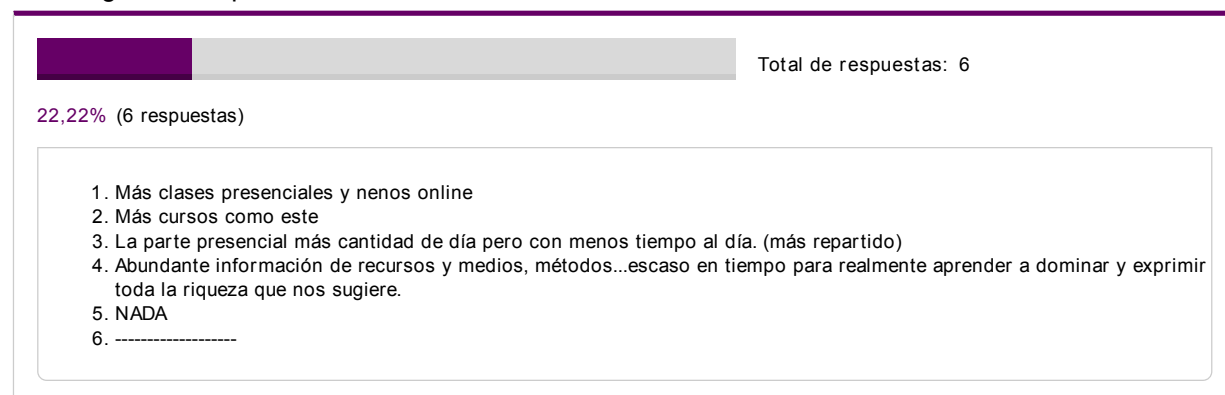 Total de respuestas: 6
22,22% (6 respuestas)
1. Más clases presenciales y nenos online
2. Más cursos como este
3. La parte presencial más cantidad de día pero con menos tiempo al día. (más repartido)
4. Abundante información de recursos y medios, métodos...escaso en tiempo para realmente aprender a dominar y exprimir
toda la riqueza que nos sugiere.
5. NADA
6. -------------------